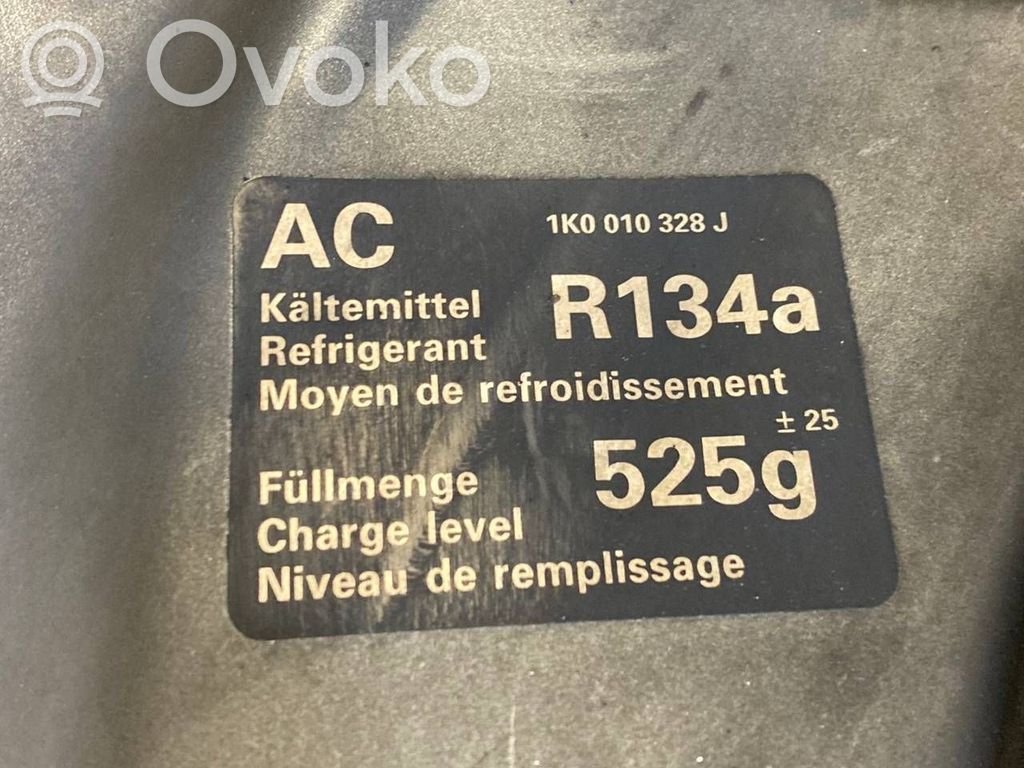 Ovoko
AC
1K0 010 328 J
Kältemittel
Refrigerant
R134a
Moyen de refroidissement
Füllmenge
Charge level
525g ± 25
Niveau de remplissage